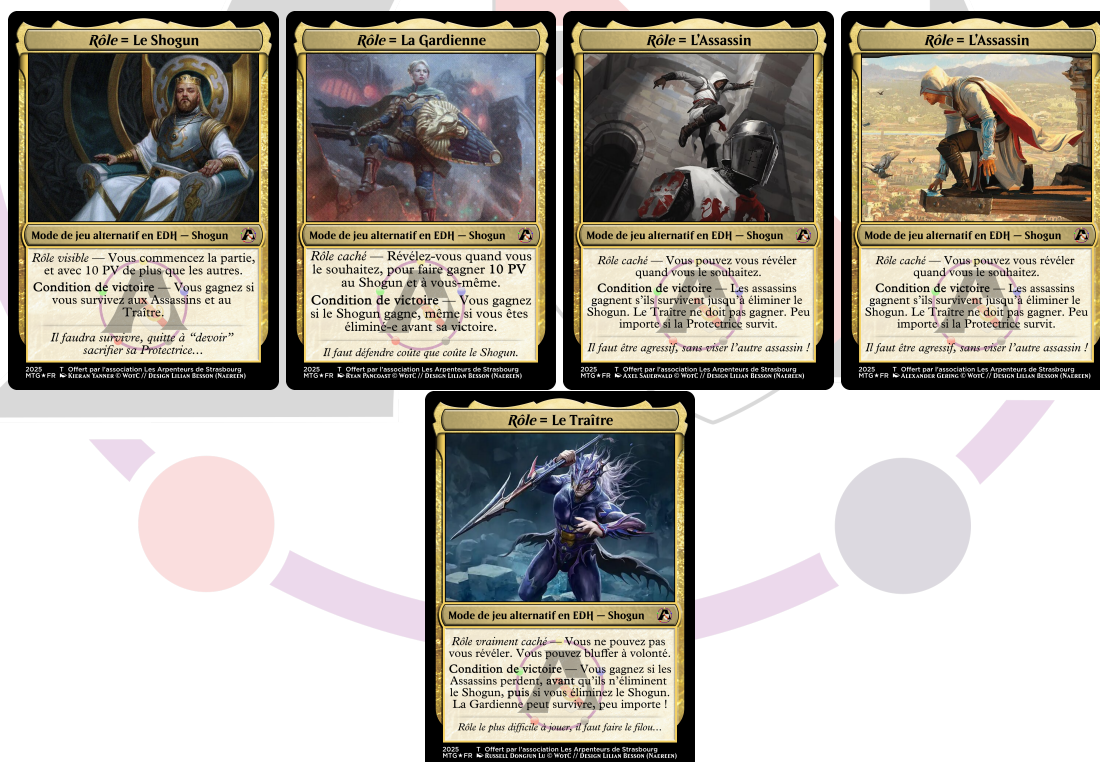 Rôle = Le Shogun
Mode de jeu alternatif en EDH — Shogun
Rôle visible — Vous commencez la partie,
et avec 10 PV de plus que les autres.
Condition de victoire — Vous gagnez si
vous survivez aux Assassins et au
Traître.
Il faudra survivre, quitte à “devoir”
sacrifier sa Protectrice…
2025 T Offert par l'association Les Arpenteurs de Strasbourg
MTG★FR Kieran Yanner © WotC // Design Lilian Besson (Naereen)
Rôle = La Gardienne
Mode de jeu alternatif en EDH — Shogun
Rôle caché — Révélez-vous quand vous
le souhaitez, pour faire gagner 10 PV
au Shogun et à vous-même.
Condition de victoire — Vous gagnez
si le Shogun gagne, même si vous êtes
éliminé-e avant sa victoire.
Il faut défendre coûte que coûte le Shogun.
2025 T Offert par l'association Les Arpenteurs de Strasbourg
MTG★FR Ryan Pancoast © WotC // Design Lilian Besson (Naereen)
Rôle = L'Assassin
Mode de jeu alternatif en EDH — Shogun
Rôle caché — Vous pouvez vous révéler
quand vous le souhaitez.
Condition de victoire — Les assassins
gagnent s'ils survivent jusqu'à éliminer le
Shogun. Le Traître ne doit pas gagner. Peu
importe si la Protectrice survit.
Il faut être agressif, sans viser l'autre assassin !
2025 T Offert par l'association Les Arpenteurs de Strasbourg
MTG★FR Axel Sauerwald © WotC // Design Lilian Besson (Naereen)
Rôle = L'Assassin
Mode de jeu alternatif en EDH — Shogun
Rôle caché — Vous pouvez vous révéler
quand vous le souhaitez.
Condition de victoire — Les assassins
gagnent s'ils survivent jusqu'à éliminer le
Shogun. Le Traître ne doit pas gagner. Peu
importe si la Protectrice survit.
Il faut être agressif, sans viser l'autre assassin !
2025 T Offert par l'association Les Arpenteurs de Strasbourg
MTG★FR Alexander Gering © WotC // Design Lilian Besson (Naereen)
Rôle = Le Traître
Mode de jeu alternatif en EDH — Shogun
Rôle vraiment caché — Vous ne pouvez pas
vous révéler. Vous pouvez bluffer à volonté.
Condition de victoire — Vous gagnez si les
Assassins perdent, avant qu'ils n'éliminent
le Shogun, puis si vous éliminez le Shogun.
La Gardienne peut survivre, peu importe !
Rôle le plus difficile à jouer, il faut faire le filou…
2025 T Offert par l'association Les Arpenteurs de Strasbourg
MTG★FR Russell Dongjun Lu © WotC // Design Lilian Besson (Naereen)